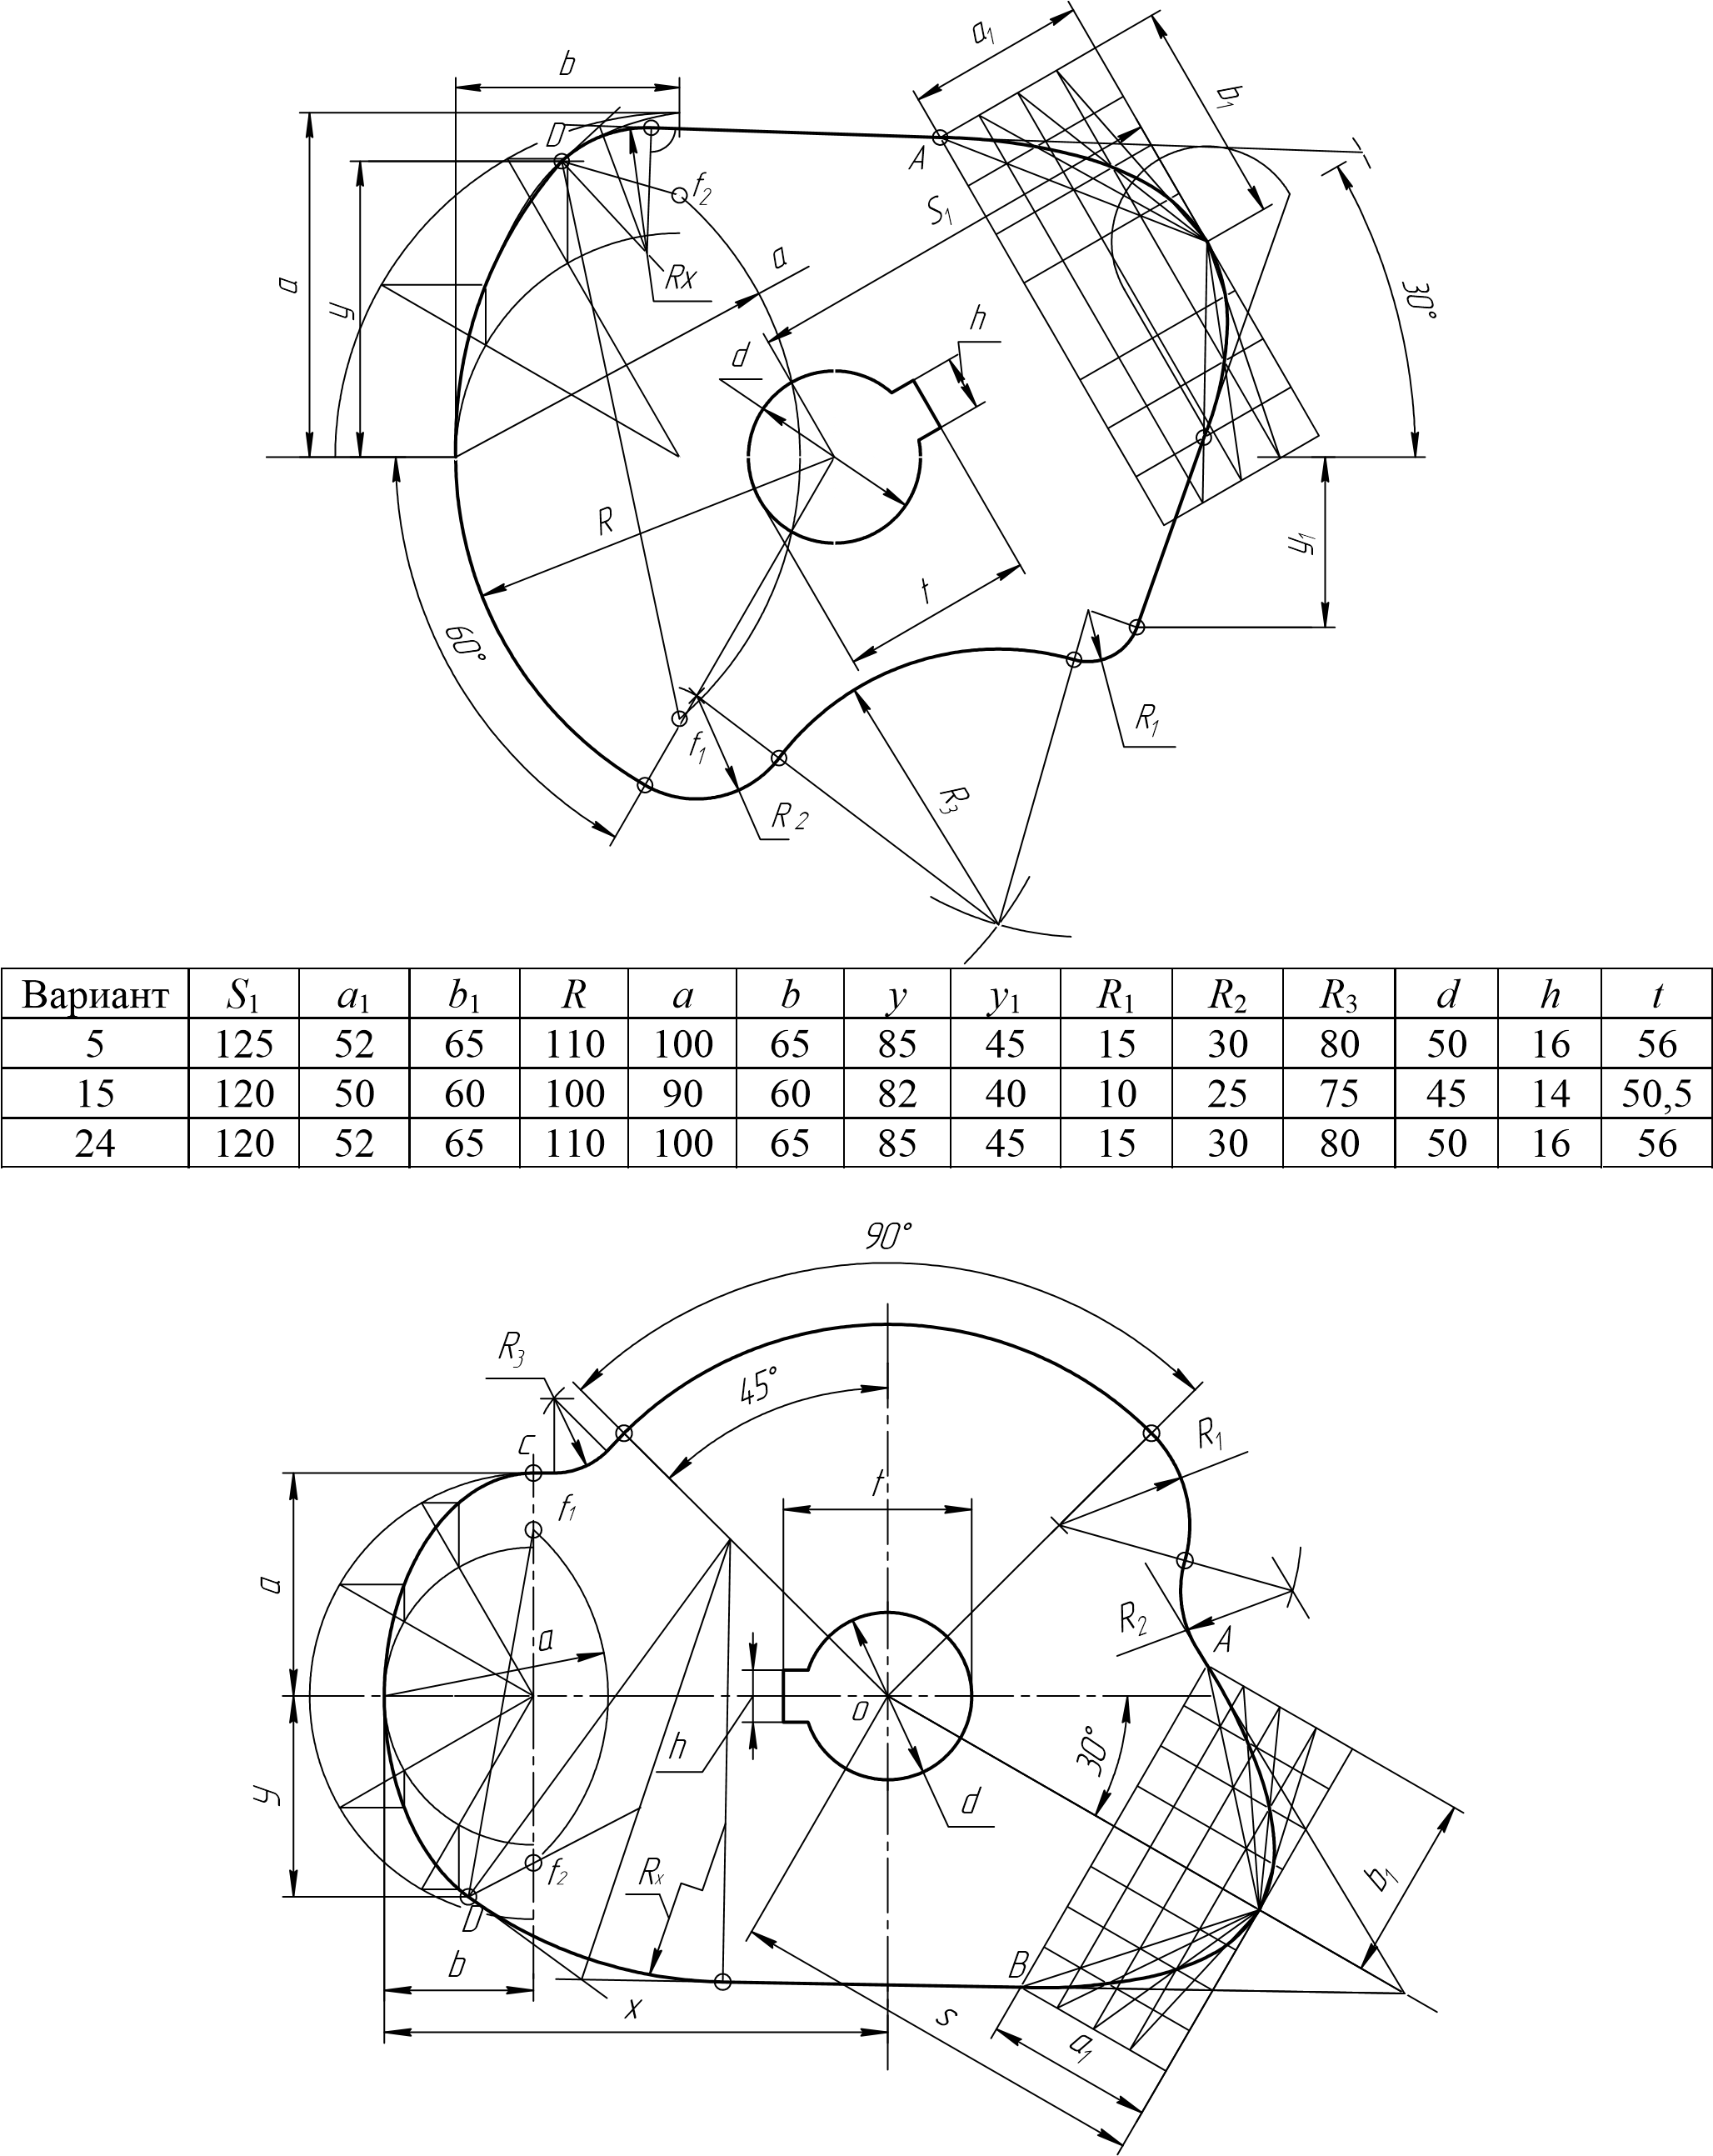 a₁
b
b₁
D
A
f₂
S₁
a
a
Rx
y
30°
h
d
R
y₁
t
60°
f₁
R₁
R₃
R2
Вариант S₁ a₁ b₁ R a b y y₁ R₁ R₂ R₃ d h t
5 125 52 65 110 100 65 85 45 15 30 80 50 16 56
15 120 50 60 100 90 60 82 40 10 25 75 45 14 50,5
24 120 52 65 110 100 65 85 45 15 30 80 50 16 56
90°
R₃
45°
R₁
C
t
f₁
a
R₂
A
a
O
h
30°
y
d
f₂
Rₓ
b₁
D
b
B
x
s
a₁